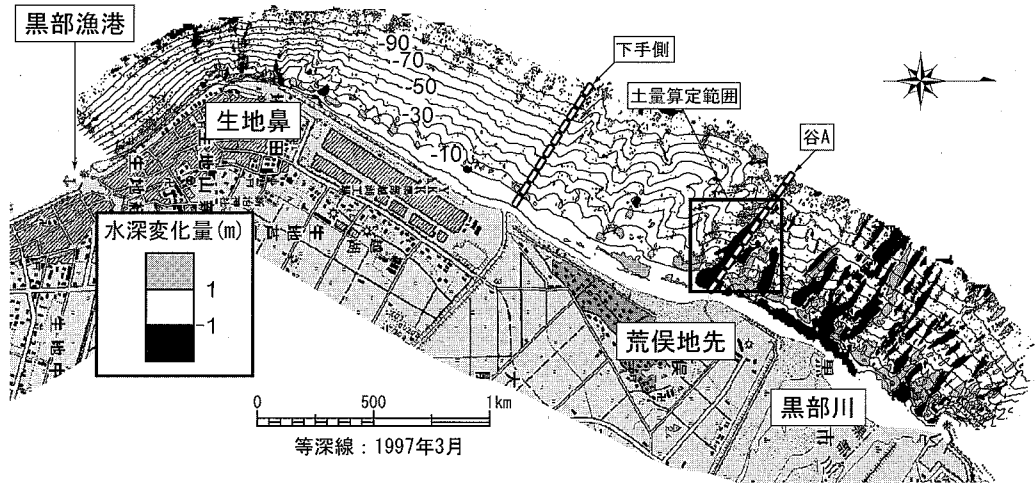 黒部漁港
下手側
-90
-70
-50
-30
-10
土量算定範囲
生地鼻
谷A
水深変化量(m)
1
-1
荒俣地先
黒部川
0 500 1km
等深線：1997年3月